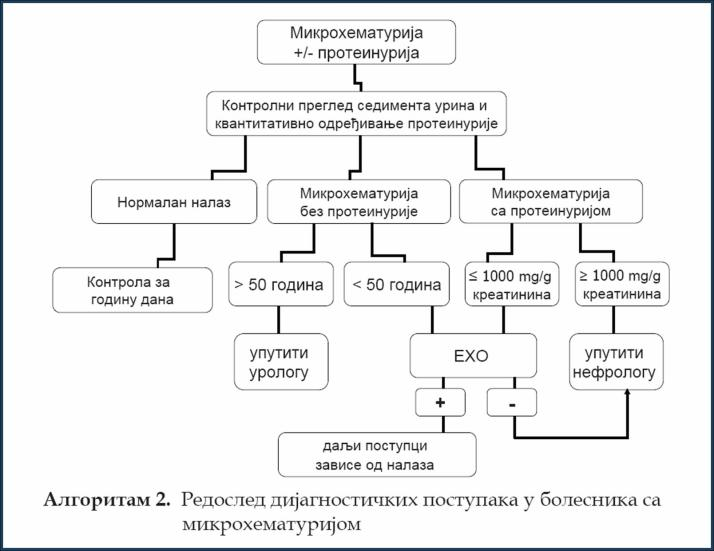 Микрохематурија
+/- протеинурија
Контролни преглед седимента урина и
квантитативно одређивање протеинурије
Нормалан налаз
Микрохематурија
без протеинурије
Микрохематурија
са протеинуријом
Контрола за
годину дана
> 50 година
< 50 година
≤ 1000 mg/g
креатинина
≥ 1000 mg/g
креатинина
упутити
урологу
ЕХО
упутити
нефрологу
+
-
даљи поступци
зависе од налаза
Алгоритам 2. Редослед дијагностичких поступака у болесника са
микрохематуријом